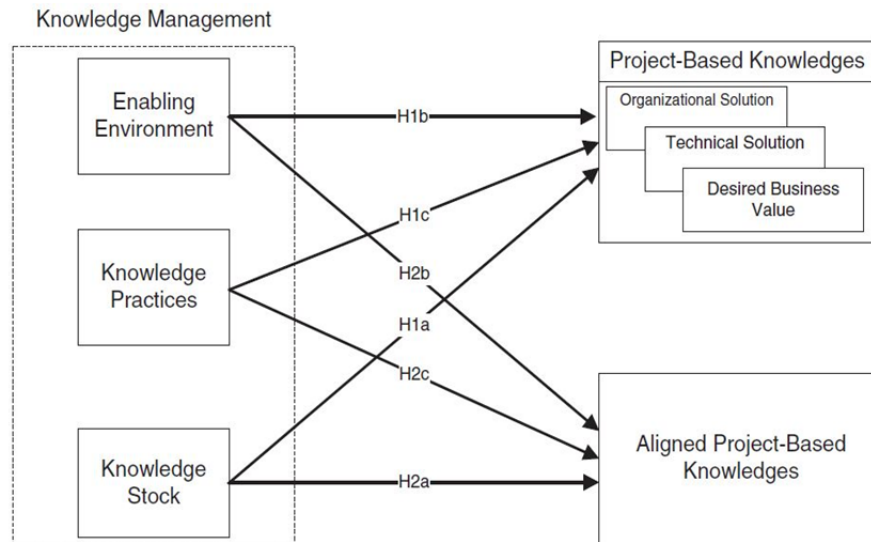 Knowledge Management
Enabling
Environment
Knowledge
Practices
Knowledge
Stock
H1b
H1c
H2b
H1a
H2c
H2a
Project-Based Knowledges
Organizational Solution
Technical Solution
Desired Business
Value
Aligned Project-Based
Knowledges